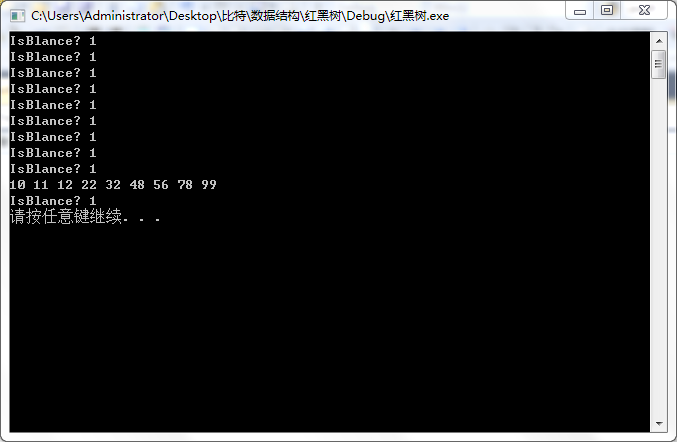 C:\Users\Administrator\Desktop\比特\数据结构\红黑树\Debug\红黑树.exe
IsBlance? 1
IsBlance? 1
IsBlance? 1
IsBlance? 1
IsBlance? 1
IsBlance? 1
IsBlance? 1
IsBlance? 1
IsBlance? 1
10 11 12 22 32 48 56 78 99
IsBlance? 1
请按任意键继续. . .